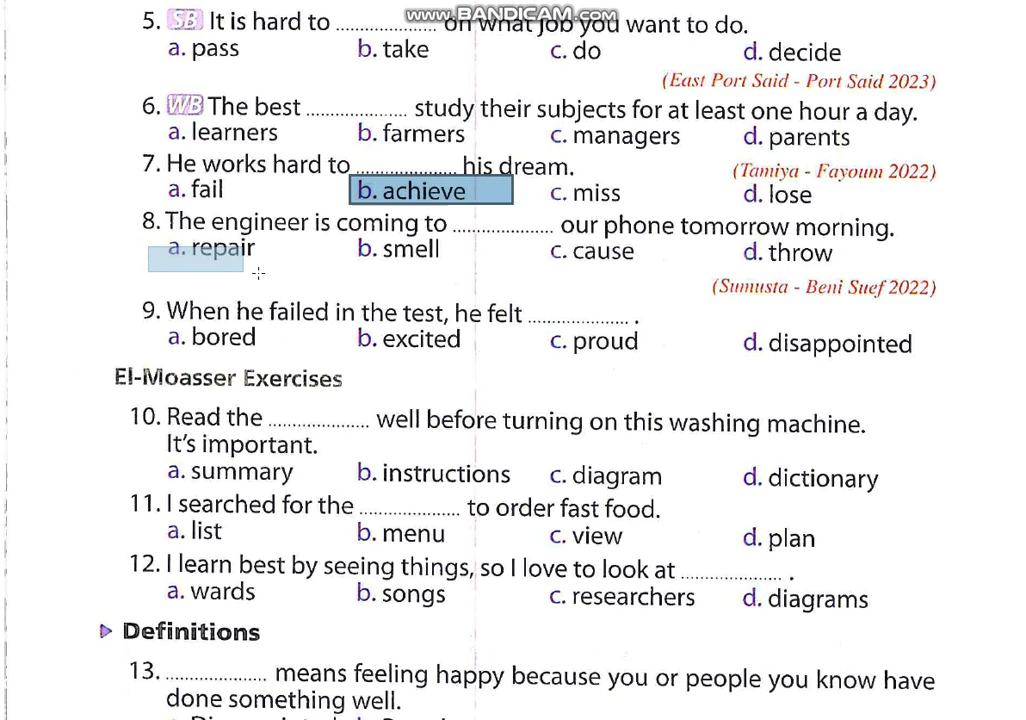 www.BANDICAM.com
5. SB It is hard to .................... on what job you want to do.
a. pass b. take c. do d. decide
(East Port Said - Port Said 2023)
6. WB The best .................... study their subjects for at least one hour a day.
a. learners b. farmers c. managers d. parents
7. He works hard to .................... his dream. (Tamiya - Fayoum 2022)
a. fail b. achieve c. miss d. lose
8. The engineer is coming to .................... our phone tomorrow morning.
a. repair b. smell c. cause d. throw
(Sumusta - Beni Suef 2022)
9. When he failed in the test, he felt .................... .
a. bored b. excited c. proud d. disappointed
El-Moasser Exercises
10. Read the .................... well before turning on this washing machine.
It's important.
a. summary b. instructions c. diagram d. dictionary
11. I searched for the .................... to order fast food.
a. list b. menu c. view d. plan
12. I learn best by seeing things, so I love to look at .................... .
a. wards b. songs c. researchers d. diagrams
Definitions
13. .................... means feeling happy because you or people you know have
done something well.